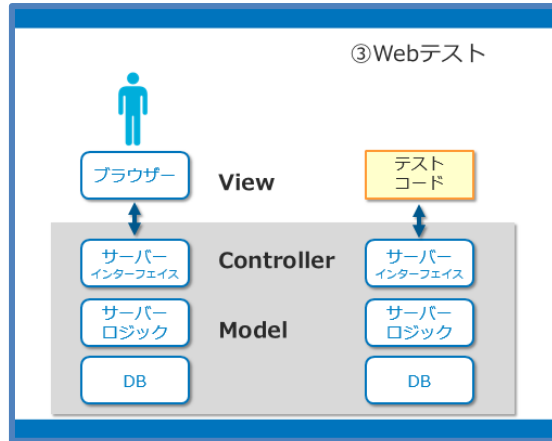 ③Webテスト
ブラウザー
View
テスト
コード
サーバー
インターフェイス
Controller
サーバー
インターフェイス
サーバー
ロジック
Model
サーバー
ロジック
DB
DB